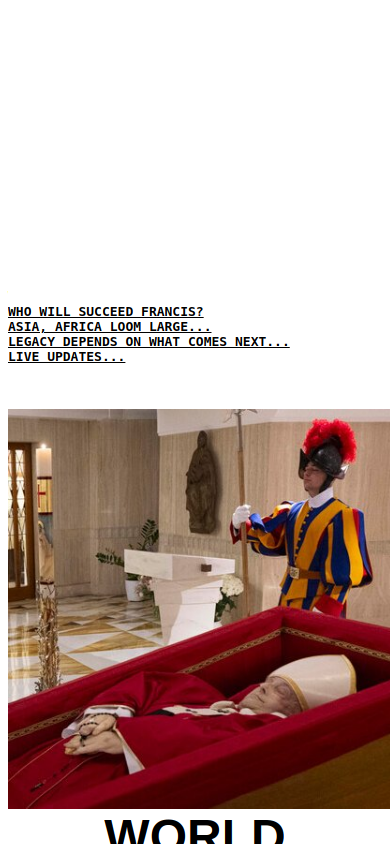 WHO WILL SUCCEED FRANCIS?
ASIA, AFRICA LOOM LARGE...
LEGACY DEPENDS ON WHAT COMES NEXT...
LIVE UPDATES...
WORLD